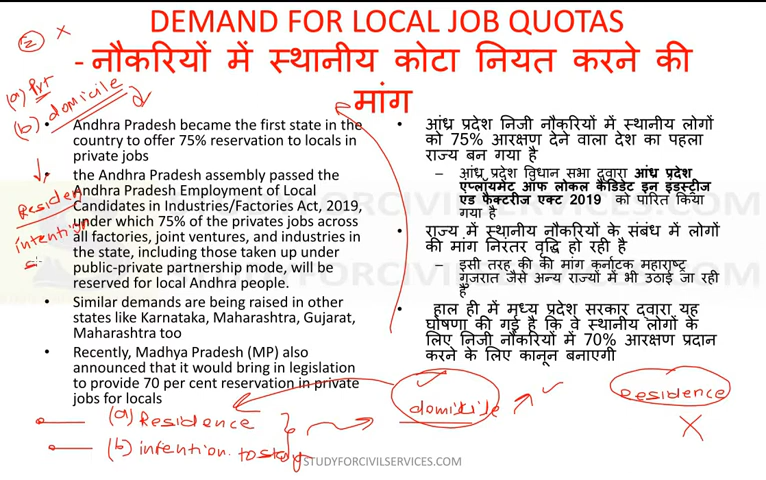 DEMAND FOR LOCAL JOB QUOTAS
- नौकरियों में स्थानीय कोटा नियत करने की
मांग
② x
(a) Pvt
(b) domicile
Residen
intention
• Andhra Pradesh became the first state in the
country to offer 75% reservation to locals in
private jobs
• the Andhra Pradesh assembly passed the
Andhra Pradesh Employment of Local
Candidates in Industries/Factories Act, 2019,
under which 75% of the privates jobs across
all factories, joint ventures, and industries in
the state, including those taken up under
public-private partnership mode, will be
reserved for local Andhra people.
• Similar demands are being raised in other
states like Karnataka, Maharashtra, Gujarat,
Maharashtra too
• Recently, Madhya Pradesh (MP) also
announced that it would bring in legislation
to provide 70 per cent reservation in private
jobs for locals
• आंध्र प्रदेश निजी नौकरियों में स्थानीय लोगों
को 75% आरक्षण देने वाला देश का पहला
राज्य बन गया है
– आंध्र प्रदेश विधान सभा द्वारा आंध्र प्रदेश
एम्प्लॉयमेंट ऑफ लोकल कैंडिडेट इन इंडस्ट्रीज
एंड फैक्टरीज एक्ट 2019 को पारित किया
गया है
• राज्य में स्थानीय नौकरियों के संबंध में लोगों
की मांग निरंतर वृद्धि हो रही है
– इसी तरह की की मांग कर्नाटक महाराष्ट्र
गुजरात जैसे अन्य राज्यों में भी उठाई जा रही
है
• हाल ही में मध्य प्रदेश सरकार द्वारा यह
घोषणा की गई है कि वे स्थानीय लोगों के
लिए निजी नौकरियों में 70% आरक्षण प्रदान
करने के लिए कानून बनाएगी
(a) Residence
(b) intention to stay
domicile
Residence
X
STUDYFORCIVILSERVICES.COM